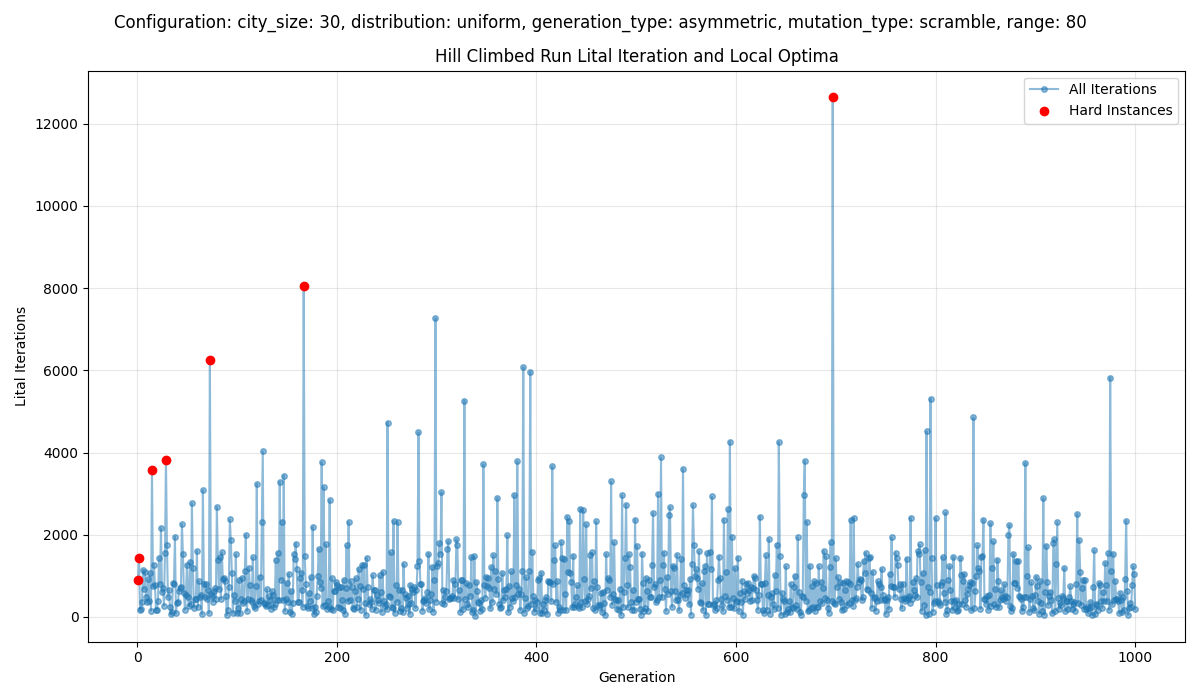 Configuration: city_size: 30, distribution: uniform, generation_type: asymmetric, mutation_type: scramble, range: 80
Hill Climbed Run Lital Iteration and Local Optima
All Iterations
Hard Instances
12000
10000
8000
6000
4000
2000
0
Lital Iterations
0 200 400 600 800 1000
Generation